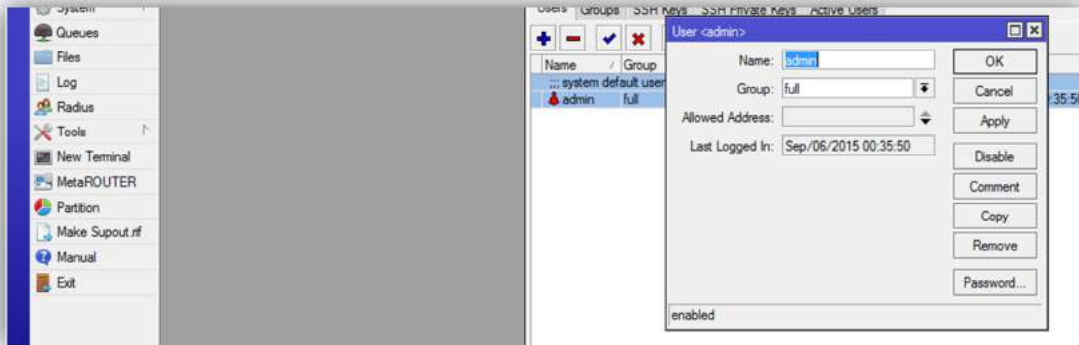 System
Queues
Files
Log
Radius
Tools
New Terminal
MetaROUTER
Partition
Make Supout.rif
Manual
Exit
Users Groups SSH Keys SSH Private Keys Active Users
Name / Group
;;; system default user
admin full
35:50
User <admin>
Name: admin
Group: full
Allowed Address:
Last Logged In: Sep/06/2015 00:35:50
OK
Cancel
Apply
Disable
Comment
Copy
Remove
Password...
enabled